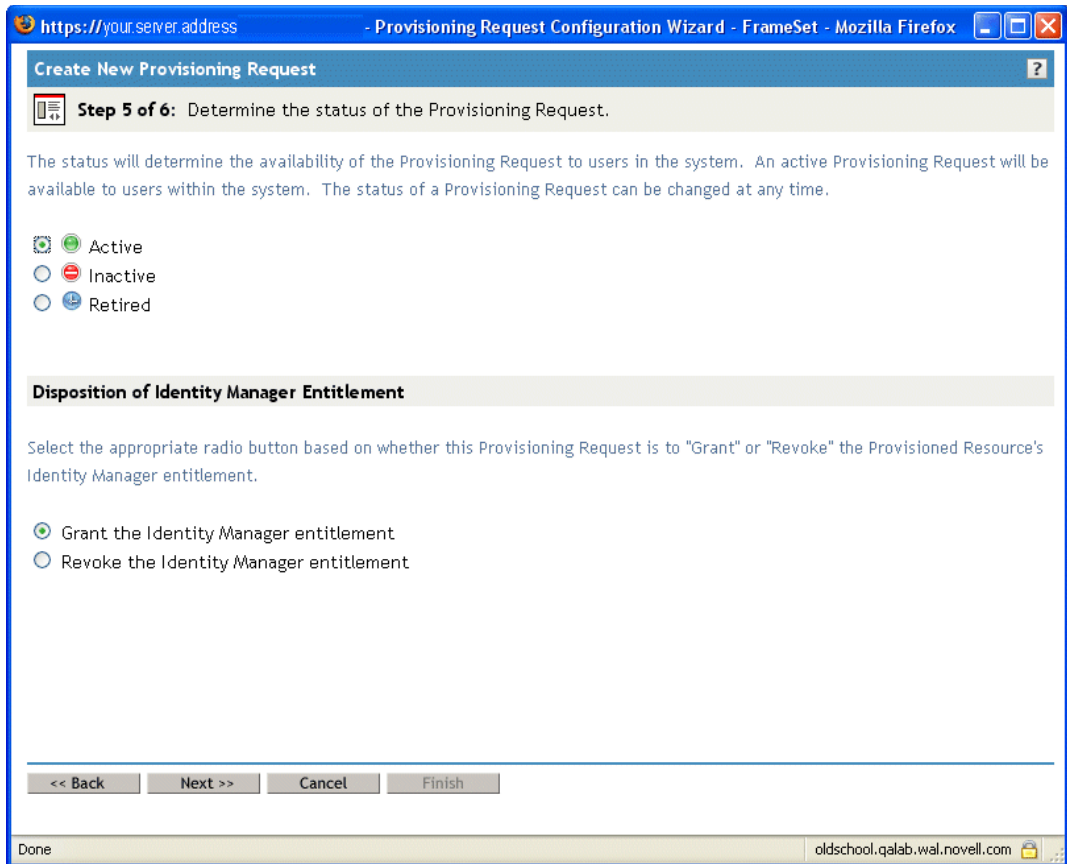 https://your.server.address - Provisioning Request Configuration Wizard - FrameSet - Mozilla Firefox
Create New Provisioning Request ?
Step 5 of 6: Determine the status of the Provisioning Request.
The status will determine the availability of the Provisioning Request to users in the system. An active Provisioning Request will be
available to users within the system. The status of a Provisioning Request can be changed at any time.
Active
Inactive
Retired
Disposition of Identity Manager Entitlement
Select the appropriate radio button based on whether this Provisioning Request is to "Grant" or "Revoke" the Provisioned Resource's
Identity Manager entitlement.
Grant the Identity Manager entitlement
Revoke the Identity Manager entitlement
<< Back Next >> Cancel Finish
Done oldschool.qalab.wal.novell.com